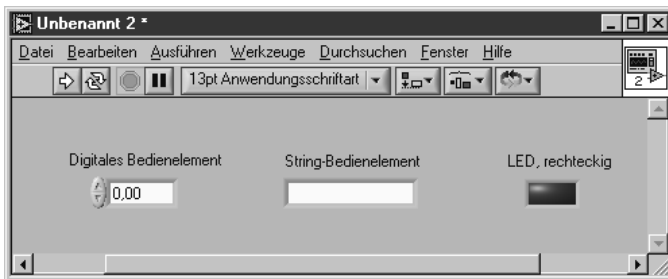 Unbenannt 2 *
Datei Bearbeiten Ausführen Werkzeuge Durchsuchen Fenster Hilfe
13pt Anwendungsschriftart
2
Digitales Bedienelement String-Bedienelement LED, rechteckig
0,00